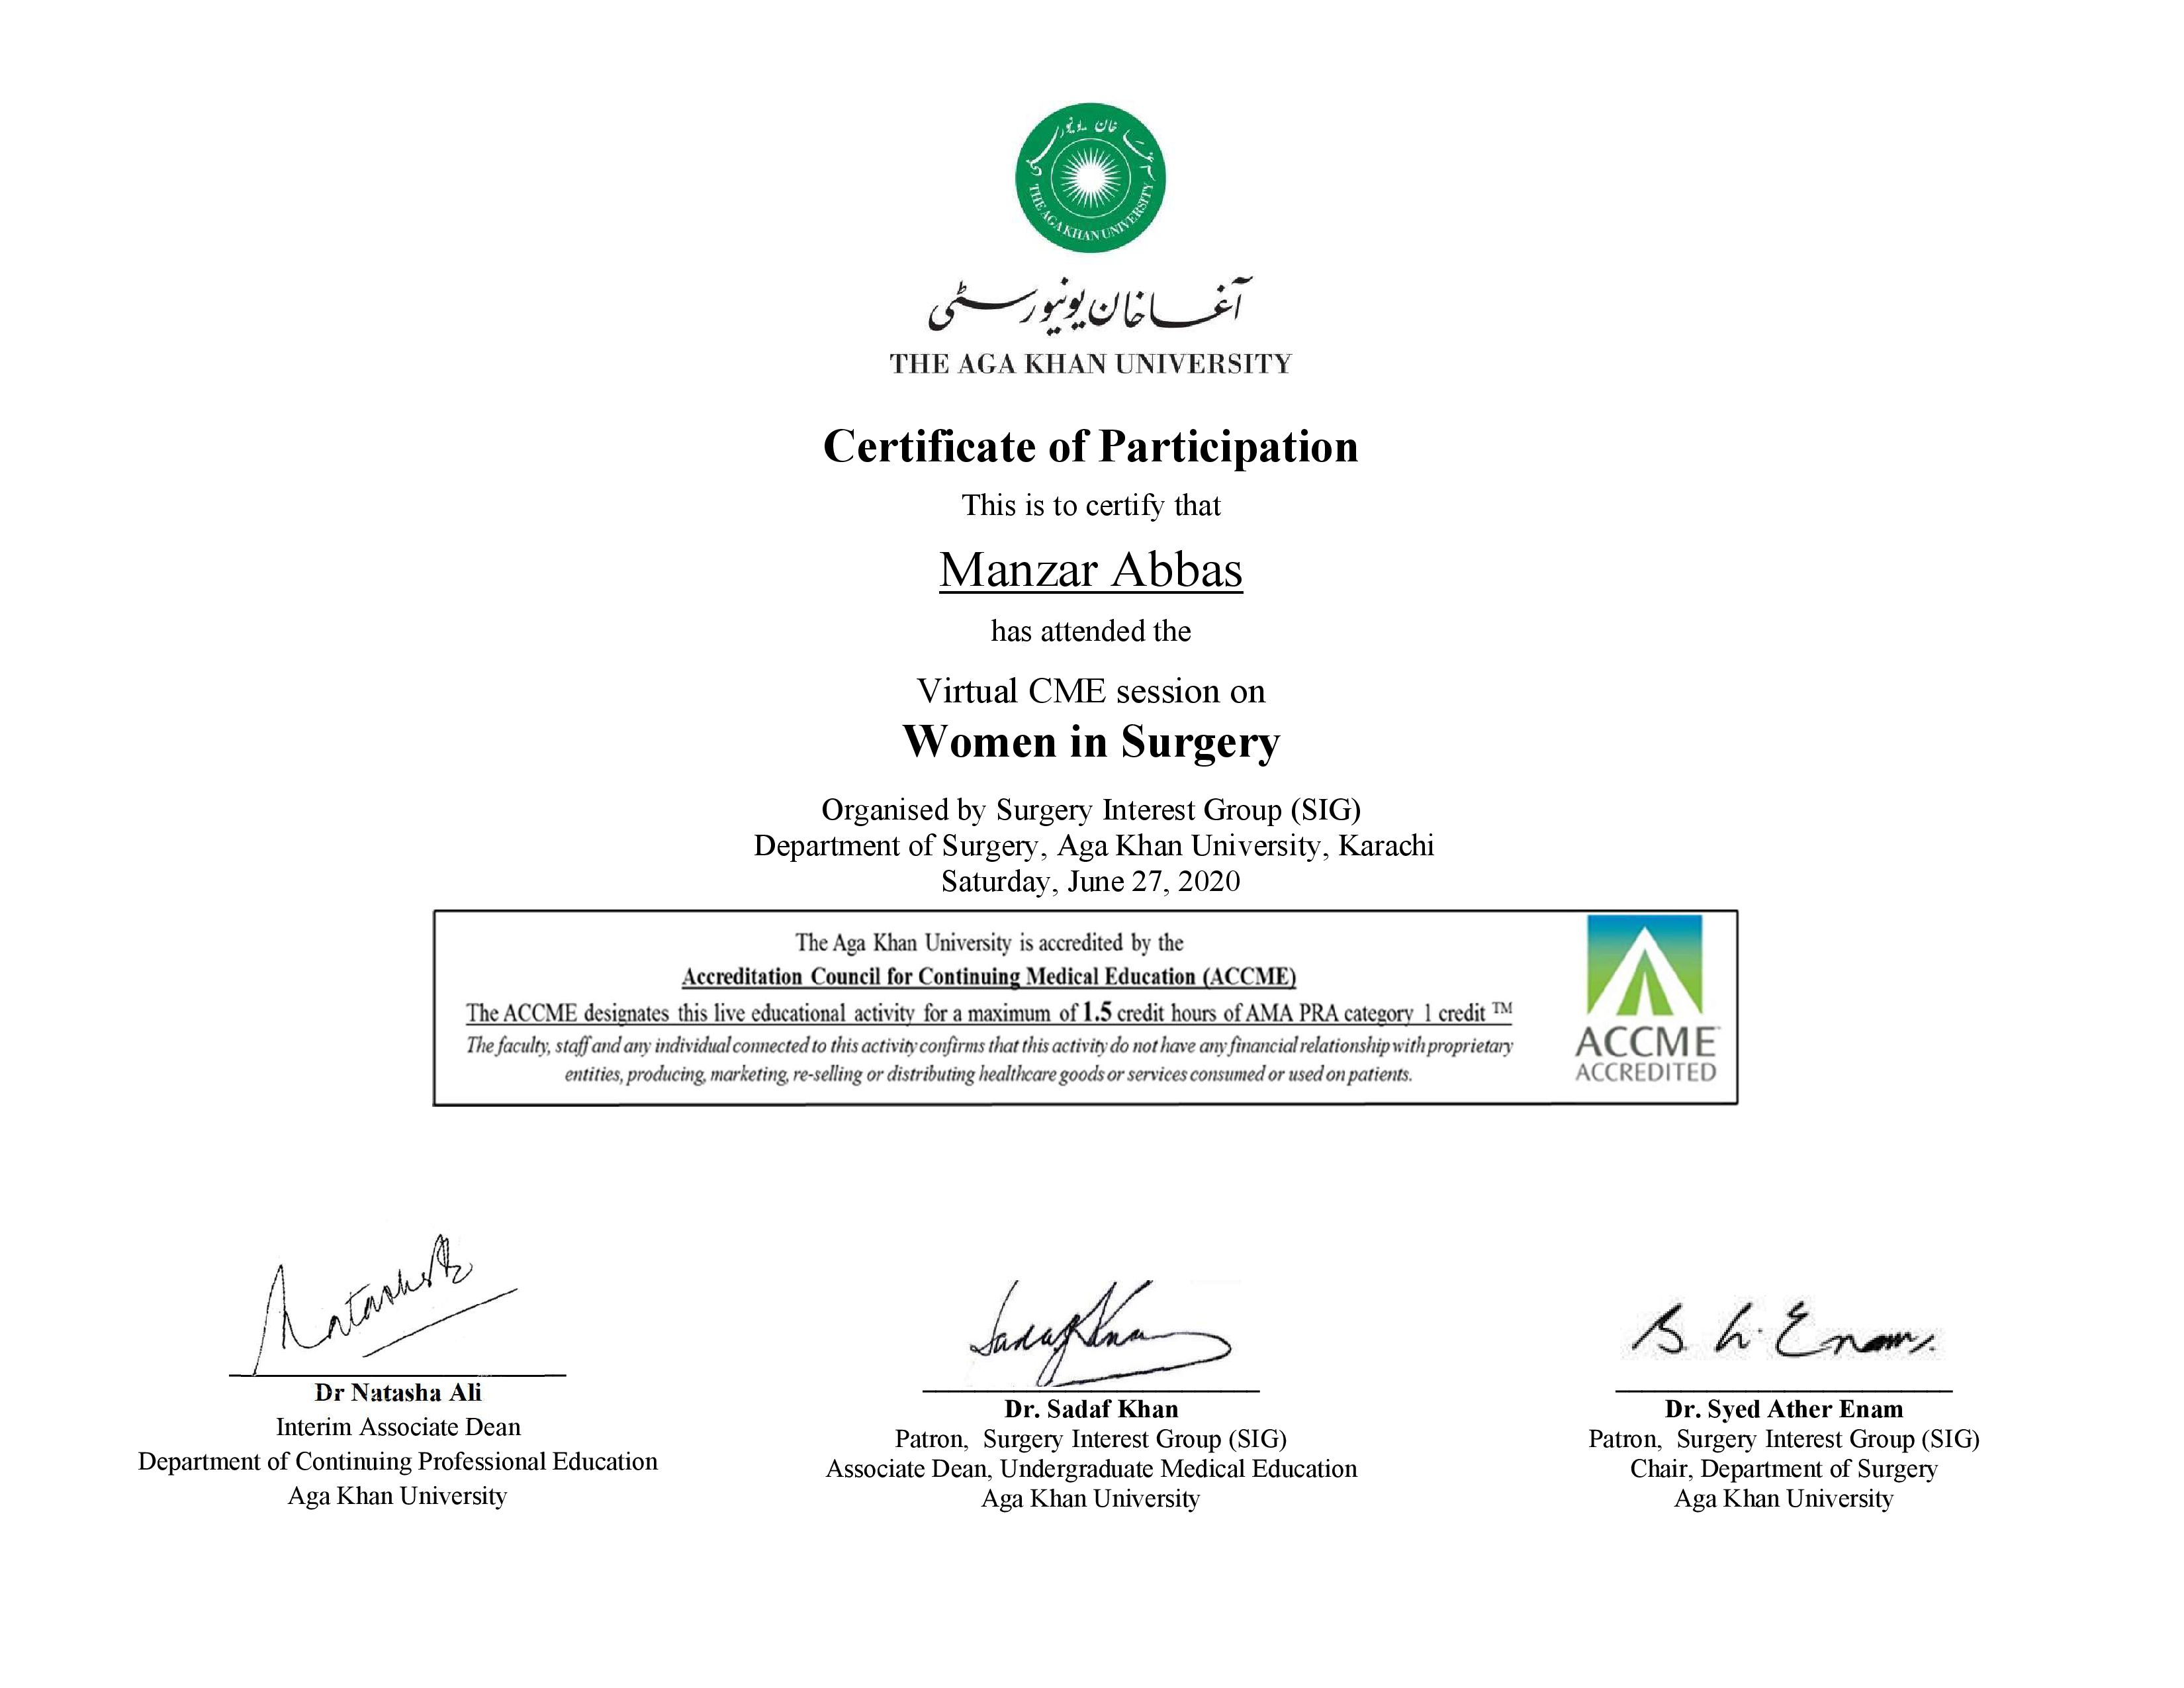 آغا خان یونیورسٹی
THE AGA KHAN UNIVERSITY
آغا خان یونیورسٹی
THE AGA KHAN UNIVERSITY
Certificate of Participation
This is to certify that
Manzar Abbas
has attended the
Virtual CME session on
Women in Surgery
Organised by Surgery Interest Group (SIG)
Department of Surgery, Aga Khan University, Karachi
Saturday, June 27, 2020
The Aga Khan University is accredited by the
Accreditation Council for Continuing Medical Education (ACCME)
The ACCME designates this live educational activity for a maximum of 1.5 credit hours of AMA PRA category 1 credit ™
The faculty, staff and any individual connected to this activity confirms that this activity do not have any financial relationship with proprietary
entities, producing, marketing, re-selling or distributing healthcare goods or services consumed or used on patients.
ACCME
ACCREDITED
Sadaf Khan
Dr Natasha Ali
Interim Associate Dean
Department of Continuing Professional Education
Aga Khan University
Dr. Sadaf Khan
Patron, Surgery Interest Group (SIG)
Associate Dean, Undergraduate Medical Education
Aga Khan University
Dr. Syed Ather Enam
Patron, Surgery Interest Group (SIG)
Chair, Department of Surgery
Aga Khan University